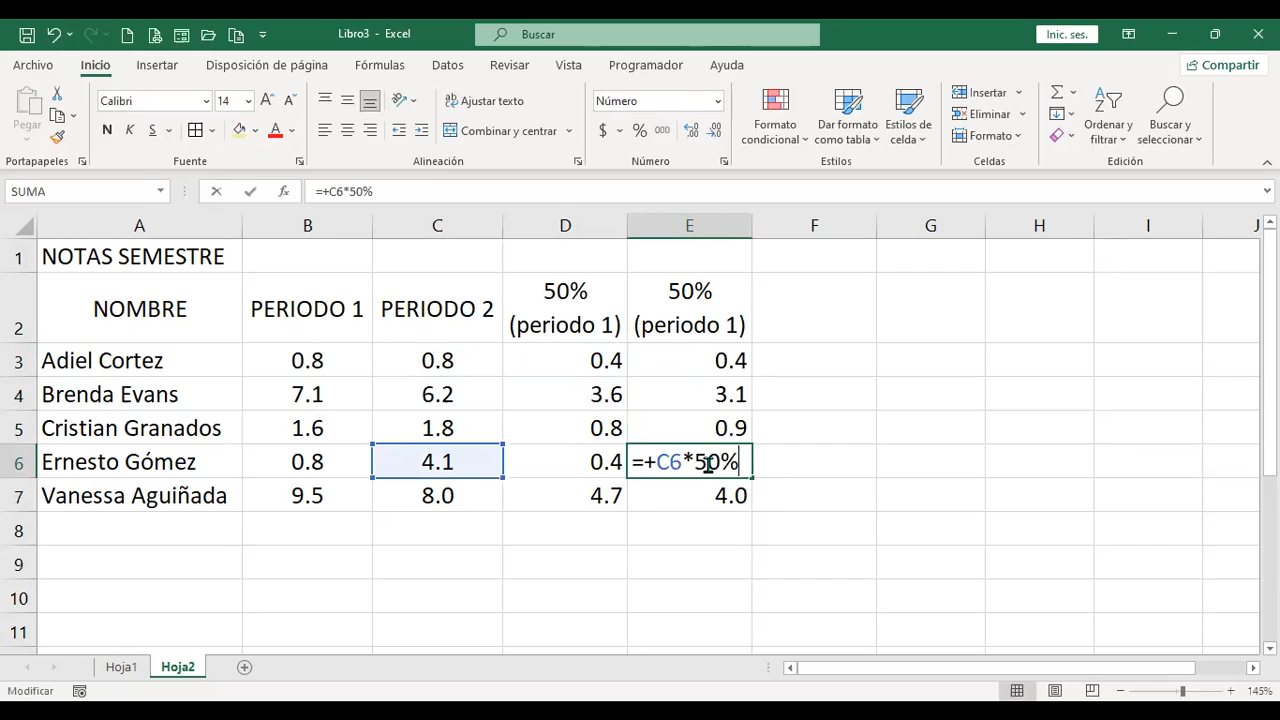 Libro3 - Excel
Buscar
Inic. ses.
Archivo Inicio Insertar Disposición de página Fórmulas Datos Revisar Vista Programador Ayuda
Compartir
Pegar
Portapapeles
Calibri 14
N K S
Fuente
Ajustar texto
Combinar y centrar
Alineación
Número
$ % 000
Número
Formato condicional
Dar formato como tabla
Estilos de celda
Estilos
Insertar
Eliminar
Formato
Celdas
Ordenar y filtrar
Buscar y seleccionar
Edición
SUMA =+C6*50%
A B C D E F G H I J
1 NOTAS SEMESTRE
2 NOMBRE PERIODO 1 PERIODO 2 50% (periodo 1) 50% (periodo 1)
3 Adiel Cortez 0.8 0.8 0.4 0.4
4 Brenda Evans 7.1 6.2 3.6 3.1
5 Cristian Granados 1.6 1.8 0.8 0.9
6 Ernesto Gómez 0.8 4.1 0.4 =+C6*50%
7 Vanessa Aguiñada 9.5 8.0 4.7 4.0
8
9
10
11
Hoja1 Hoja2
Modificar
145%